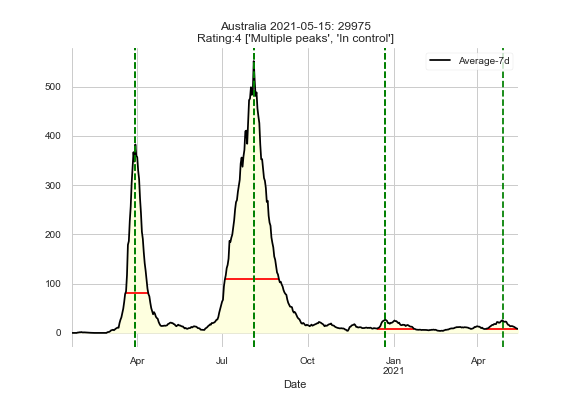 Australia 2021-05-15: 29975
Rating:4 ['Multiple peaks', 'In control']
Average-7d
500
400
300
200
100
0
Apr
Jul
Oct
Jan
2021
Apr
Date